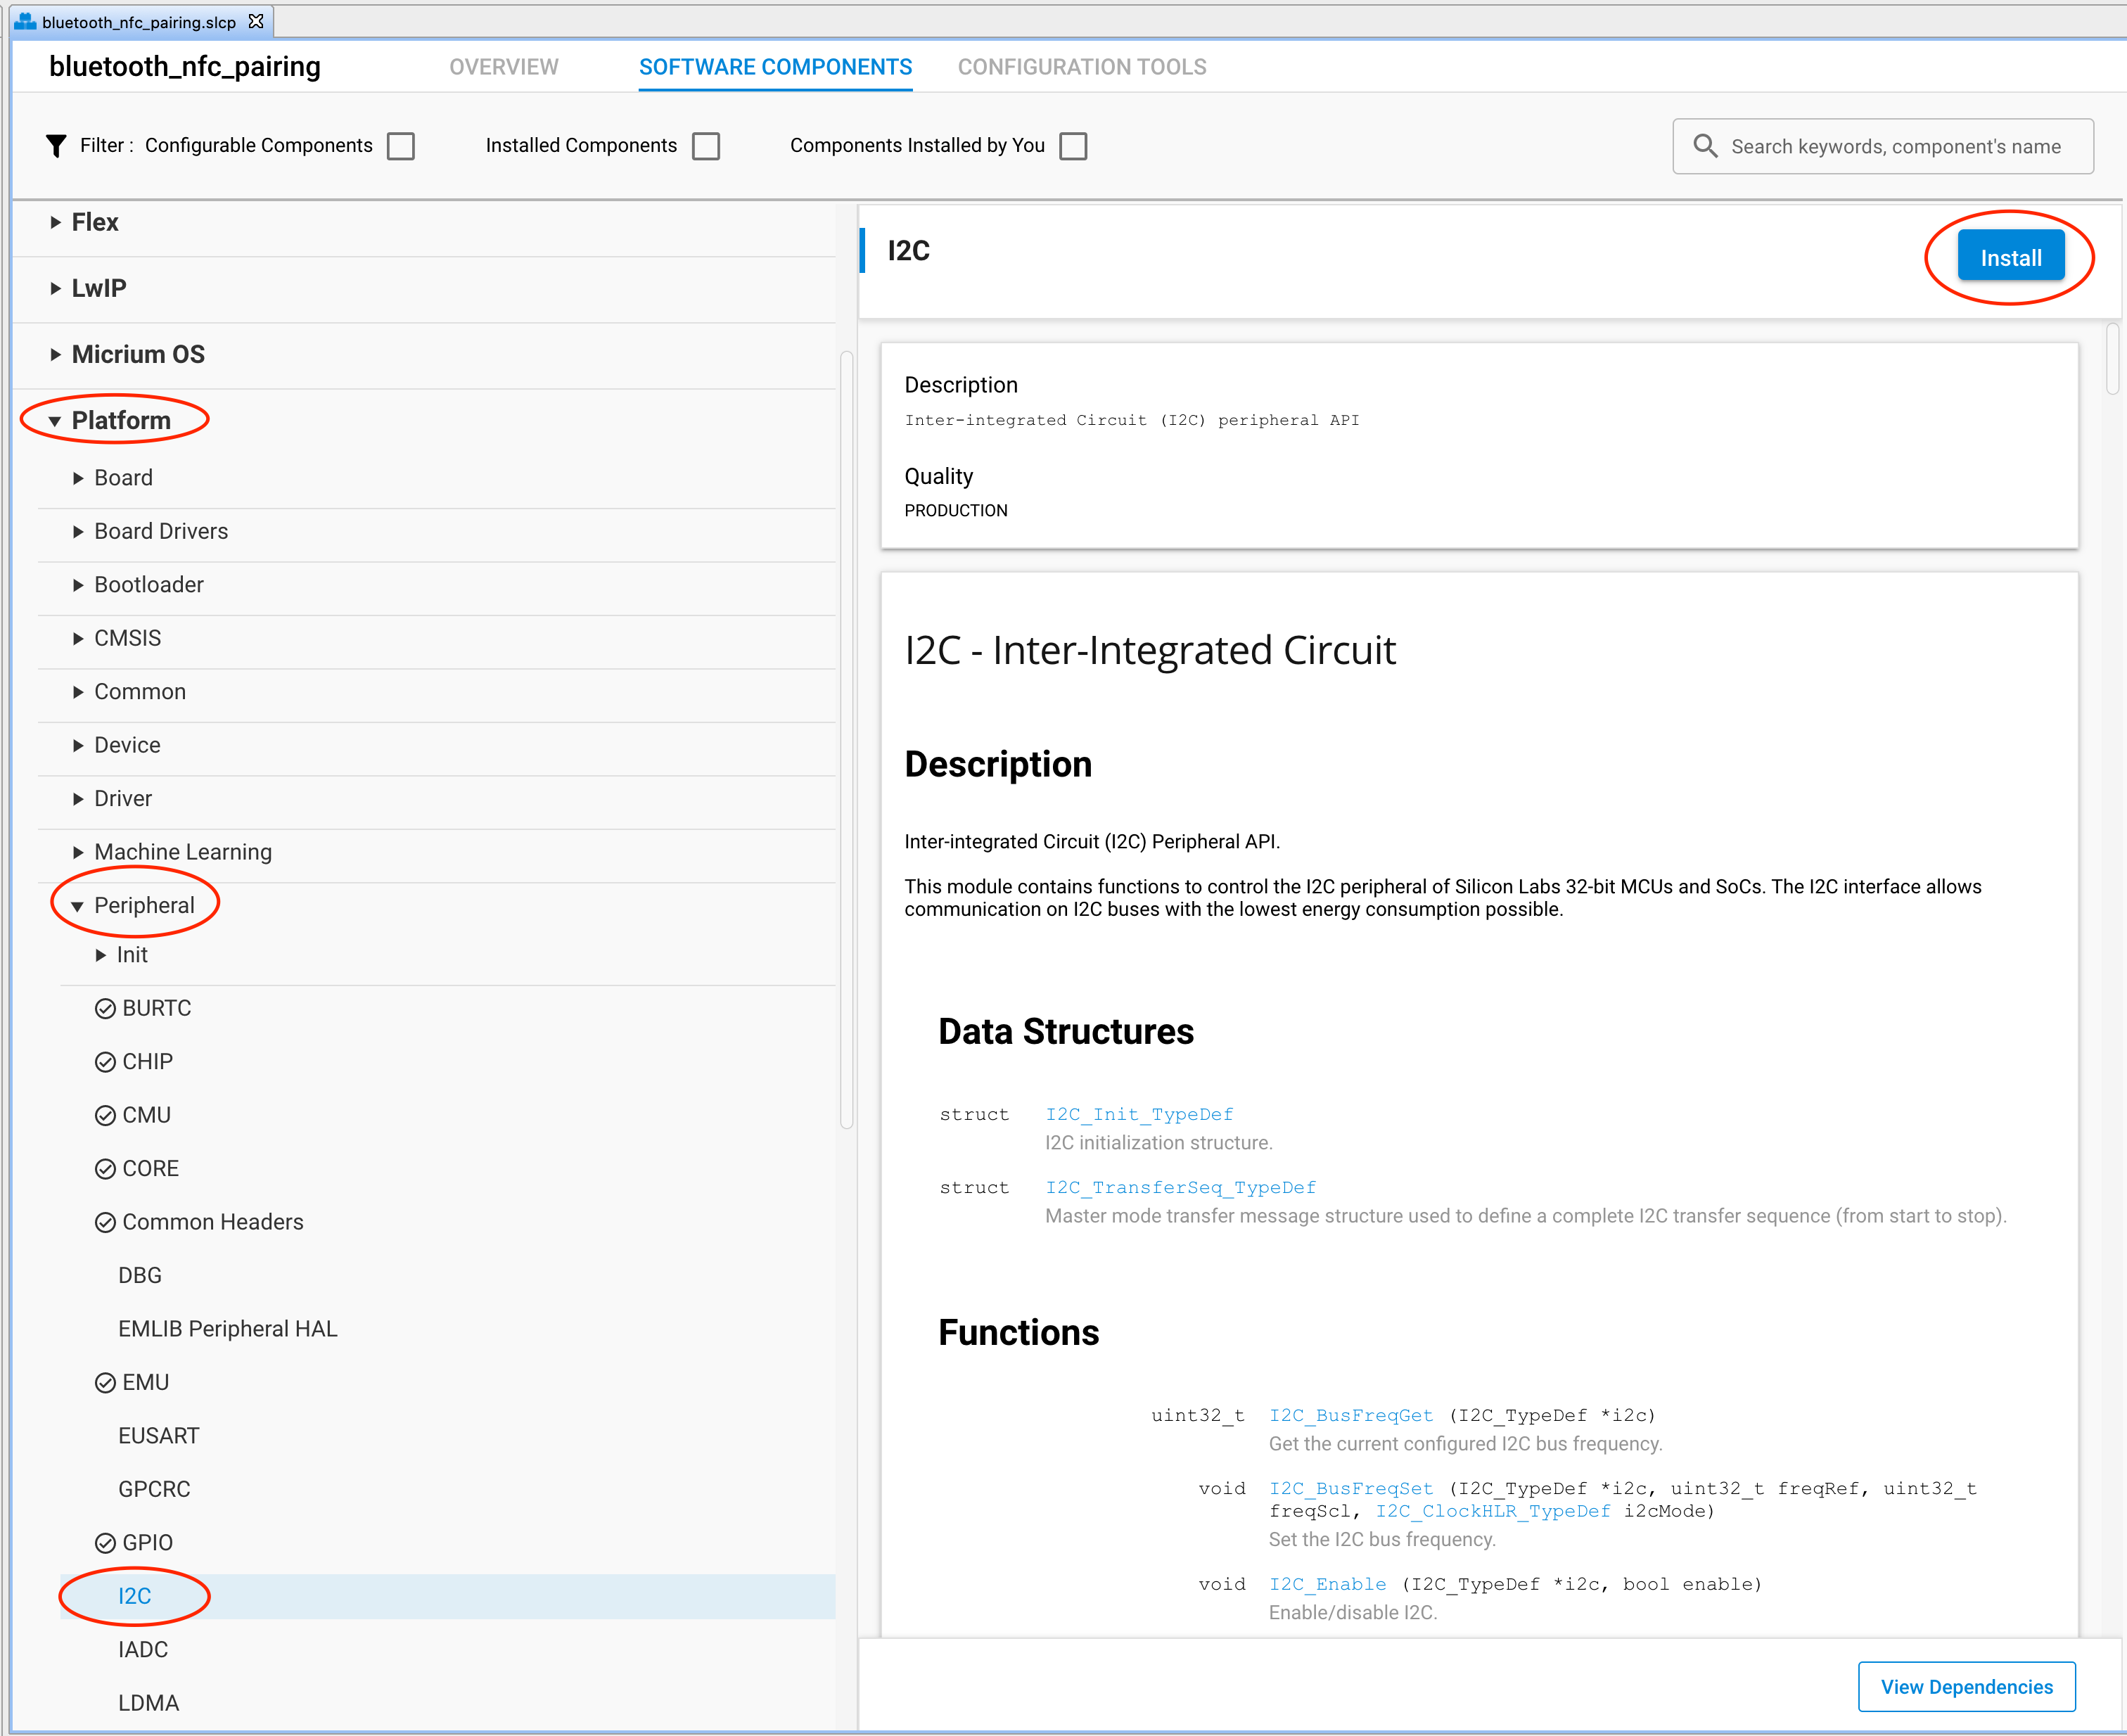 bluetooth_nfc_pairing.slcp
bluetooth_nfc_pairing OVERVIEW SOFTWARE COMPONENTS CONFIGURATION TOOLS
Filter : Configurable Components Installed Components Components Installed by You Search keywords, component's name
Flex
LwIP
Micrium OS
Platform
Board
Board Drivers
Bootloader
CMSIS
Common
Device
Driver
Machine Learning
Peripheral
Init
BURTC
CHIP
CMU
CORE
Common Headers
DBG
EMLIB Peripheral HAL
EMU
EUSART
GPCRC
GPIO
I2C
IADC
LDMA
I2C
Install
Description
Inter-integrated Circuit (I2C) peripheral API
Quality
PRODUCTION
I2C - Inter-Integrated Circuit
Description
Inter-integrated Circuit (I2C) Peripheral API.
This module contains functions to control the I2C peripheral of Silicon Labs 32-bit MCUs and SoCs. The I2C interface allows
communication on I2C buses with the lowest energy consumption possible.
Data Structures
struct I2C_Init_TypeDef
I2C initialization structure.
struct I2C_TransferSeq_TypeDef
Master mode transfer message structure used to define a complete I2C transfer sequence (from start to stop).
Functions
uint32_t I2C_BusFreqGet (I2C_TypeDef *i2c)
Get the current configured I2C bus frequency.
void I2C_BusFreqSet (I2C_TypeDef *i2c, uint32_t freqRef, uint32_t
freqScl, I2C_ClockHLR_TypeDef i2cMode)
Set the I2C bus frequency.
void I2C_Enable (I2C_TypeDef *i2c, bool enable)
Enable/disable I2C.
View Dependencies